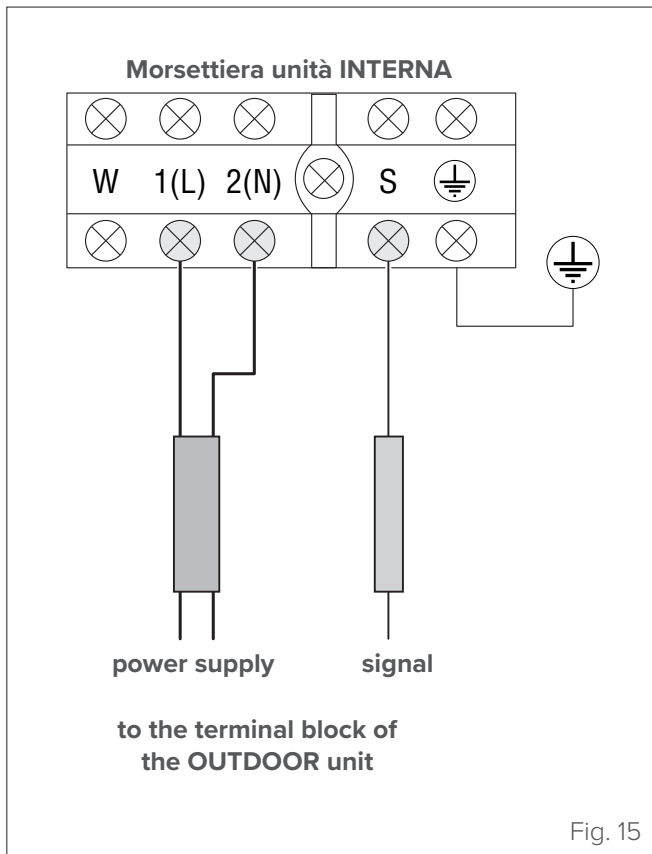 Morsettiera unità INTERNA
W 1(L) 2(N) S
power supply signal
to the terminal block of
the OUTDOOR unit
Fig. 15